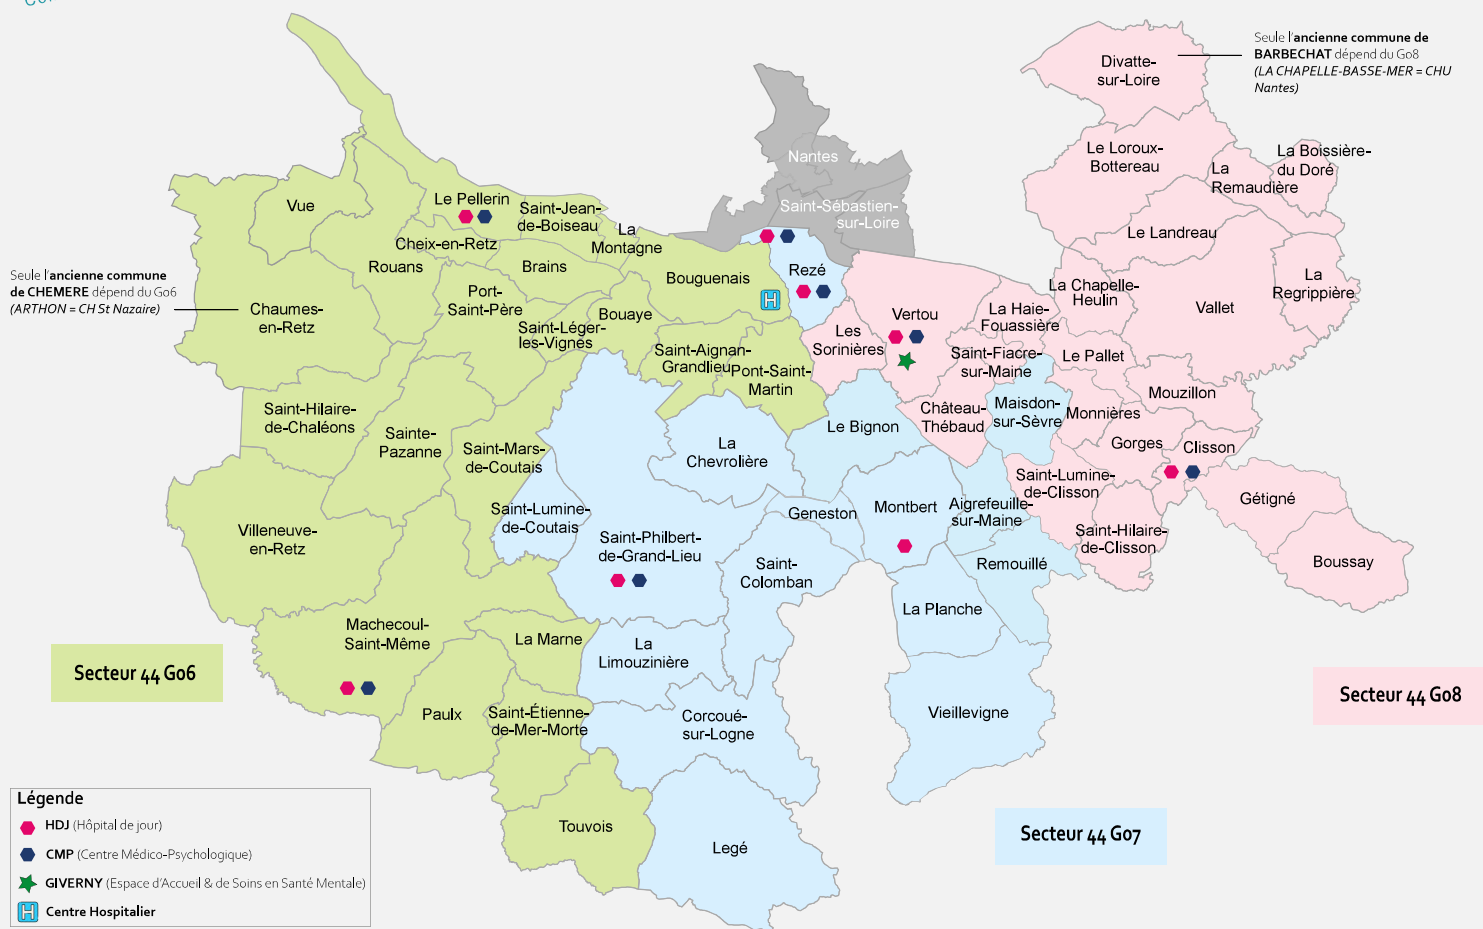 Seule l'ancienne commune de
BARBECHAT dépend du G08
(LA CHAPELLE-BASSE-MER = CHU
Nantes)
Divatte-
sur-Loire
Nantes
Le Loroux-
Bottereau
La Boissière-
du Doré
La
Remaudière
Vue
Le Pellerin
Saint-Jean-
de-Boiseau
Saint-Sébastien-
sur-Loire
La
Montagne
Cheix-en-Retz
Le Landreau
Rouans
Brains
Bouguenais
Rezé
Seule l'ancienne commune
de CHEMERE dépend du G06
(ARTHON = CH St Nazaire)
Chaumes-
en-Retz
Port-
Saint-Père
La Chapelle-
Heulin
La
Regrippière
Vallet
Saint-Léger-
les-Vignes
Bouaye
H
Les
Sorinières
Vertou
La Haie-
Fouassière
Saint-Aignan-
Grandlieu
Pont-Saint-
Martin
Saint-Fiacre-
sur-Maine
Le Pallet
Mouzillon
Saint-Hilaire-
de-Chaléons
Sainte-
Pazanne
Saint-Mars-
de-Coutais
La
Chevrolière
Le Bignon
Château-
Thébaud
Maisdon-
sur-Sèvre
Monnières
Gorges
Clisson
Saint-Lumine-
de-Coutais
Geneston
Montbert
Aigrefeuille-
sur-Maine
Saint-Lumine-
de-Clisson
Gétigné
Villeneuve-
en-Retz
Saint-Philbert-
de-Grand-Lieu
Saint-
Colomban
Remouillé
Saint-Hilaire-
de-Clisson
Boussay
La Planche
Machecoul-
Saint-Même
La Marne
La
Limouzinière
Secteur 44 G06
Secteur 44 G08
Paulx
Saint-Étienne-
de-Mer-Morte
Corcoué-
sur-Logne
Vieillevigne
Touvois
Legé
Secteur 44 G07
Légende
HDJ (Hôpital de jour)
CMP (Centre Médico-Psychologique)
GIVERNY (Espace d'Accueil & de Soins en Santé Mentale)
H Centre Hospitalier